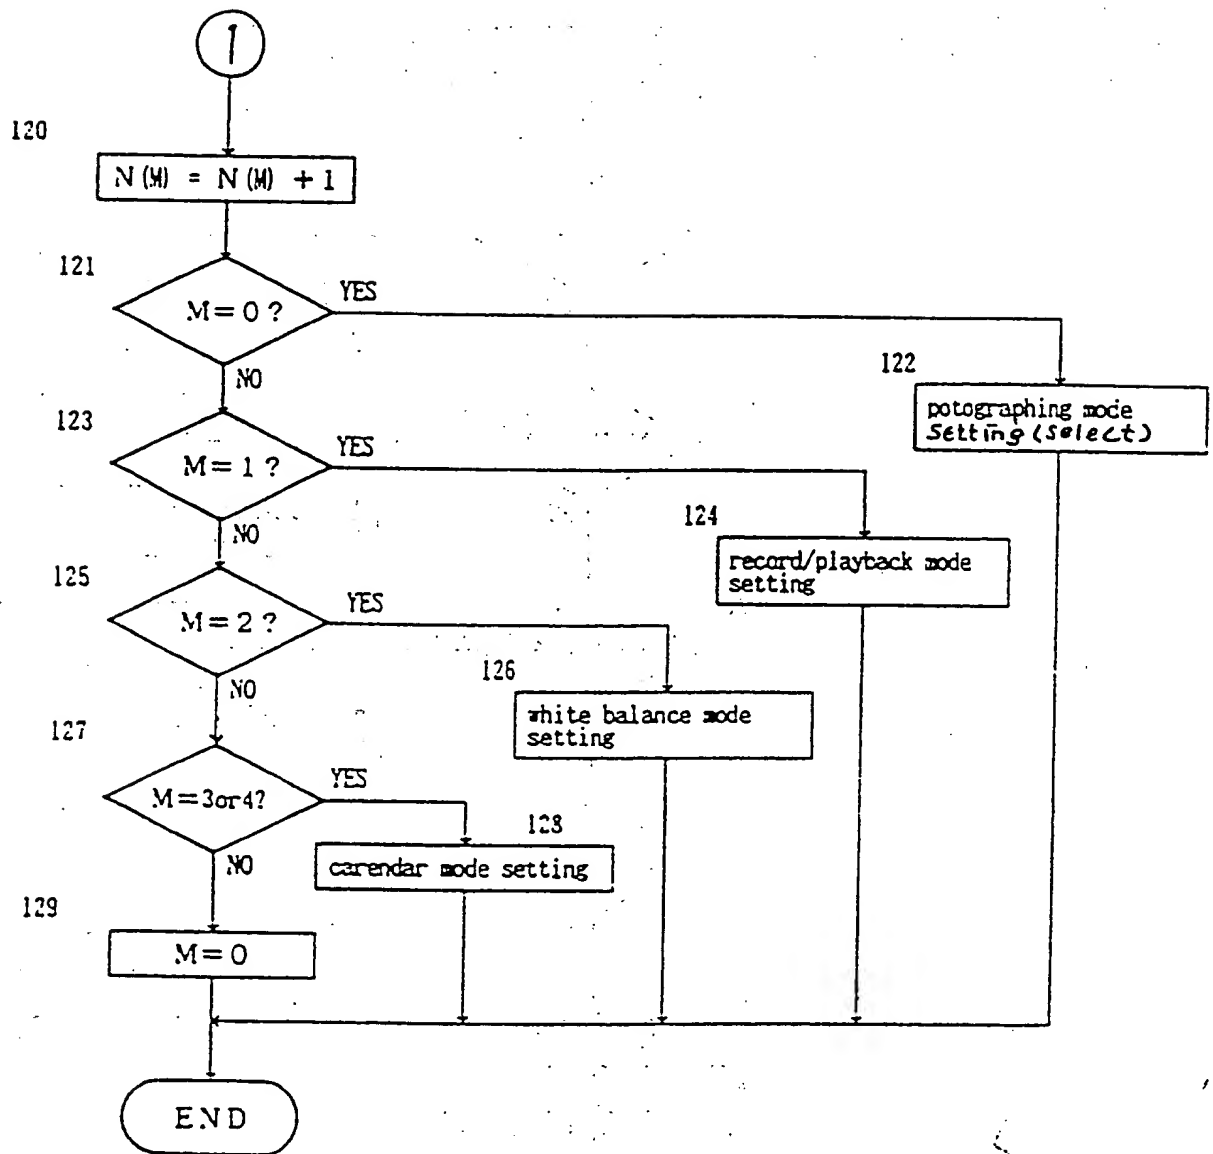 1
120
N(M) = N(M) + 1
121
M=0?
YES
NO
122
potographing mode
Setting (Select)
123
M=1?
YES
NO
124
record/playback mode
setting
125
M=2?
YES
NO
126
white balance mode
setting
127
M=3or4?
YES
NO
128
carendar mode setting
129
M=0
END